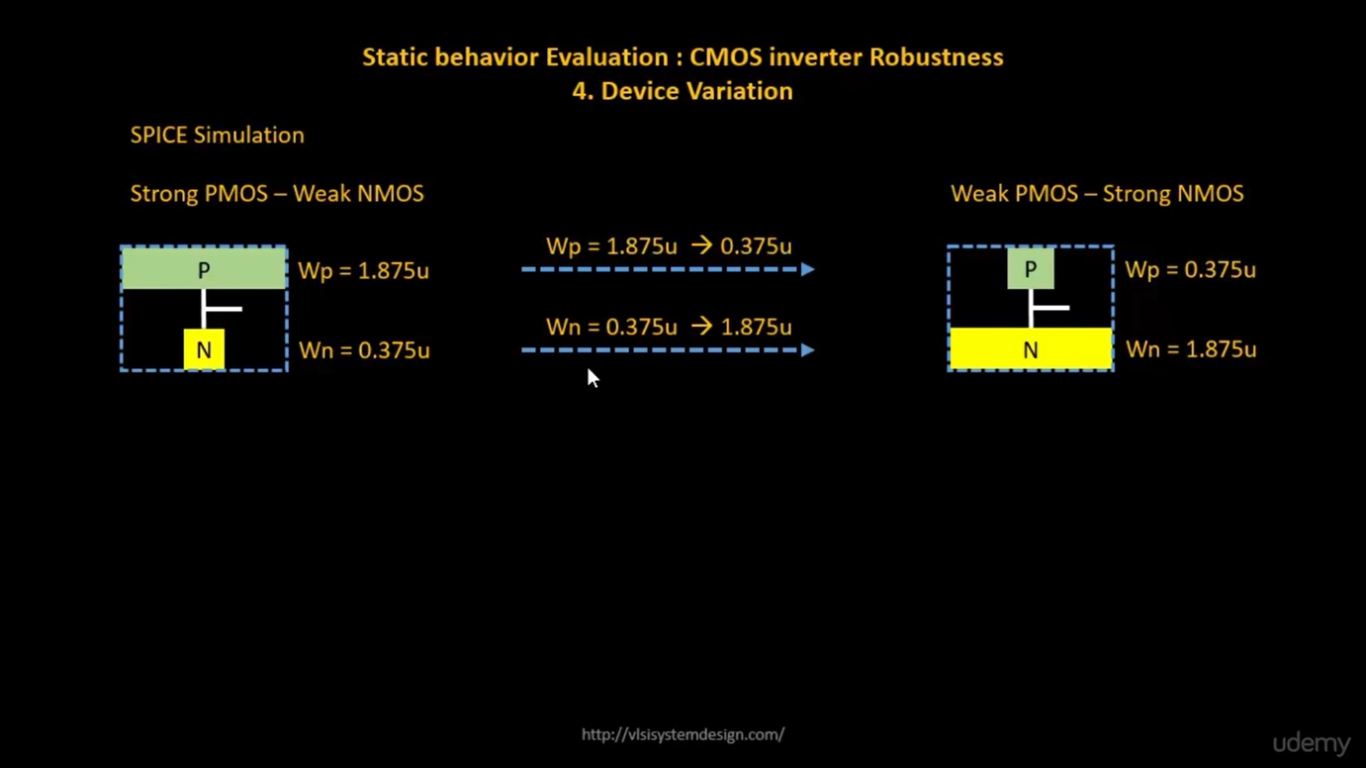 Static behavior Evaluation : CMOS inverter Robustness
4. Device Variation
SPICE Simulation
Strong PMOS – Weak NMOS
Weak PMOS – Strong NMOS
P
Wp = 1.875u
N
Wn = 0.375u
Wp = 1.875u → 0.375u
Wn = 0.375u → 1.875u
P
Wp = 0.375u
N
Wn = 1.875u
http://vlsisystemdesign.com/
udemy